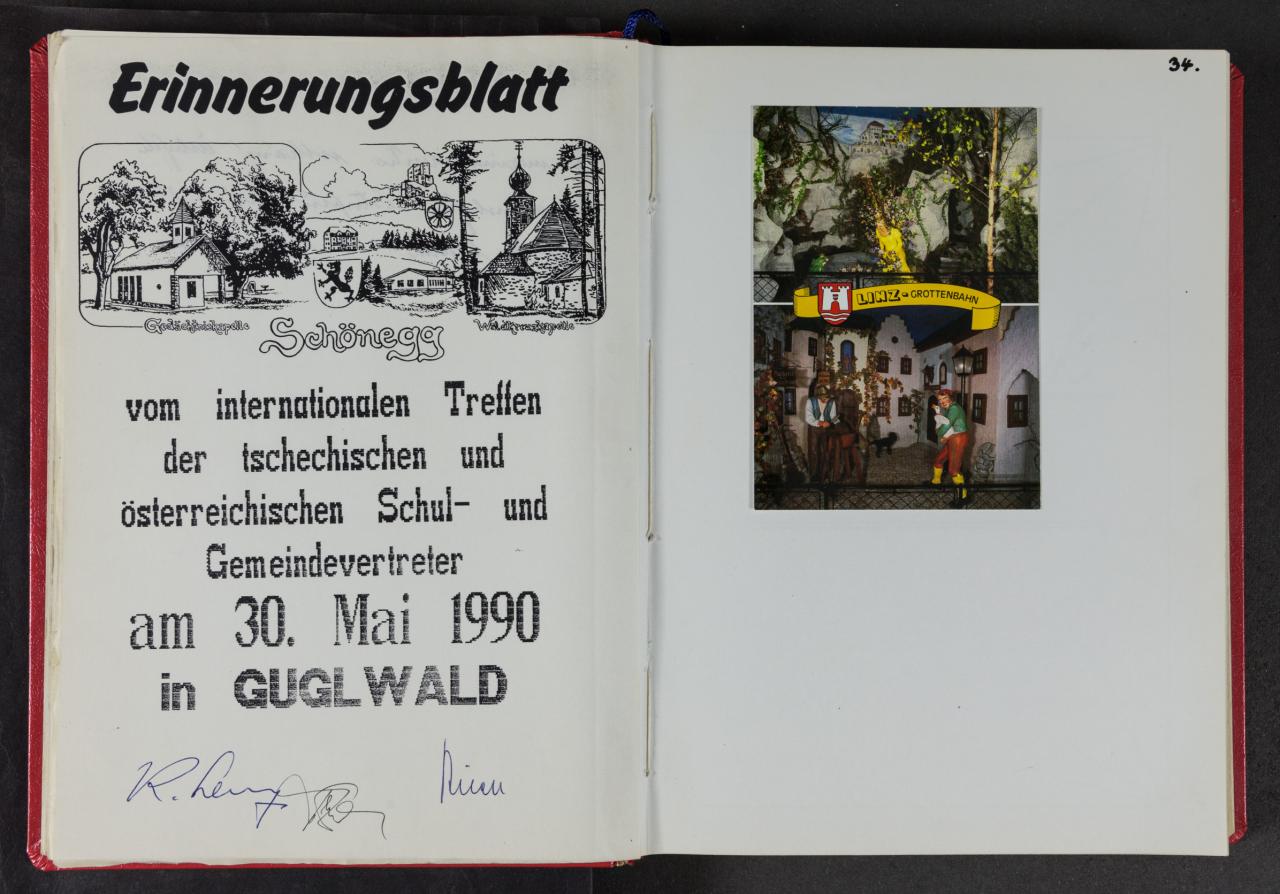 Erinnerungsblatt
Schönegg
vom internationalen Treffen
der tschechischen und
österreichischen Schul- und
Gemeindevertreter
am 30. Mai 1990
in GUGLWALD
34.
LINZ - GROTTENBAHN